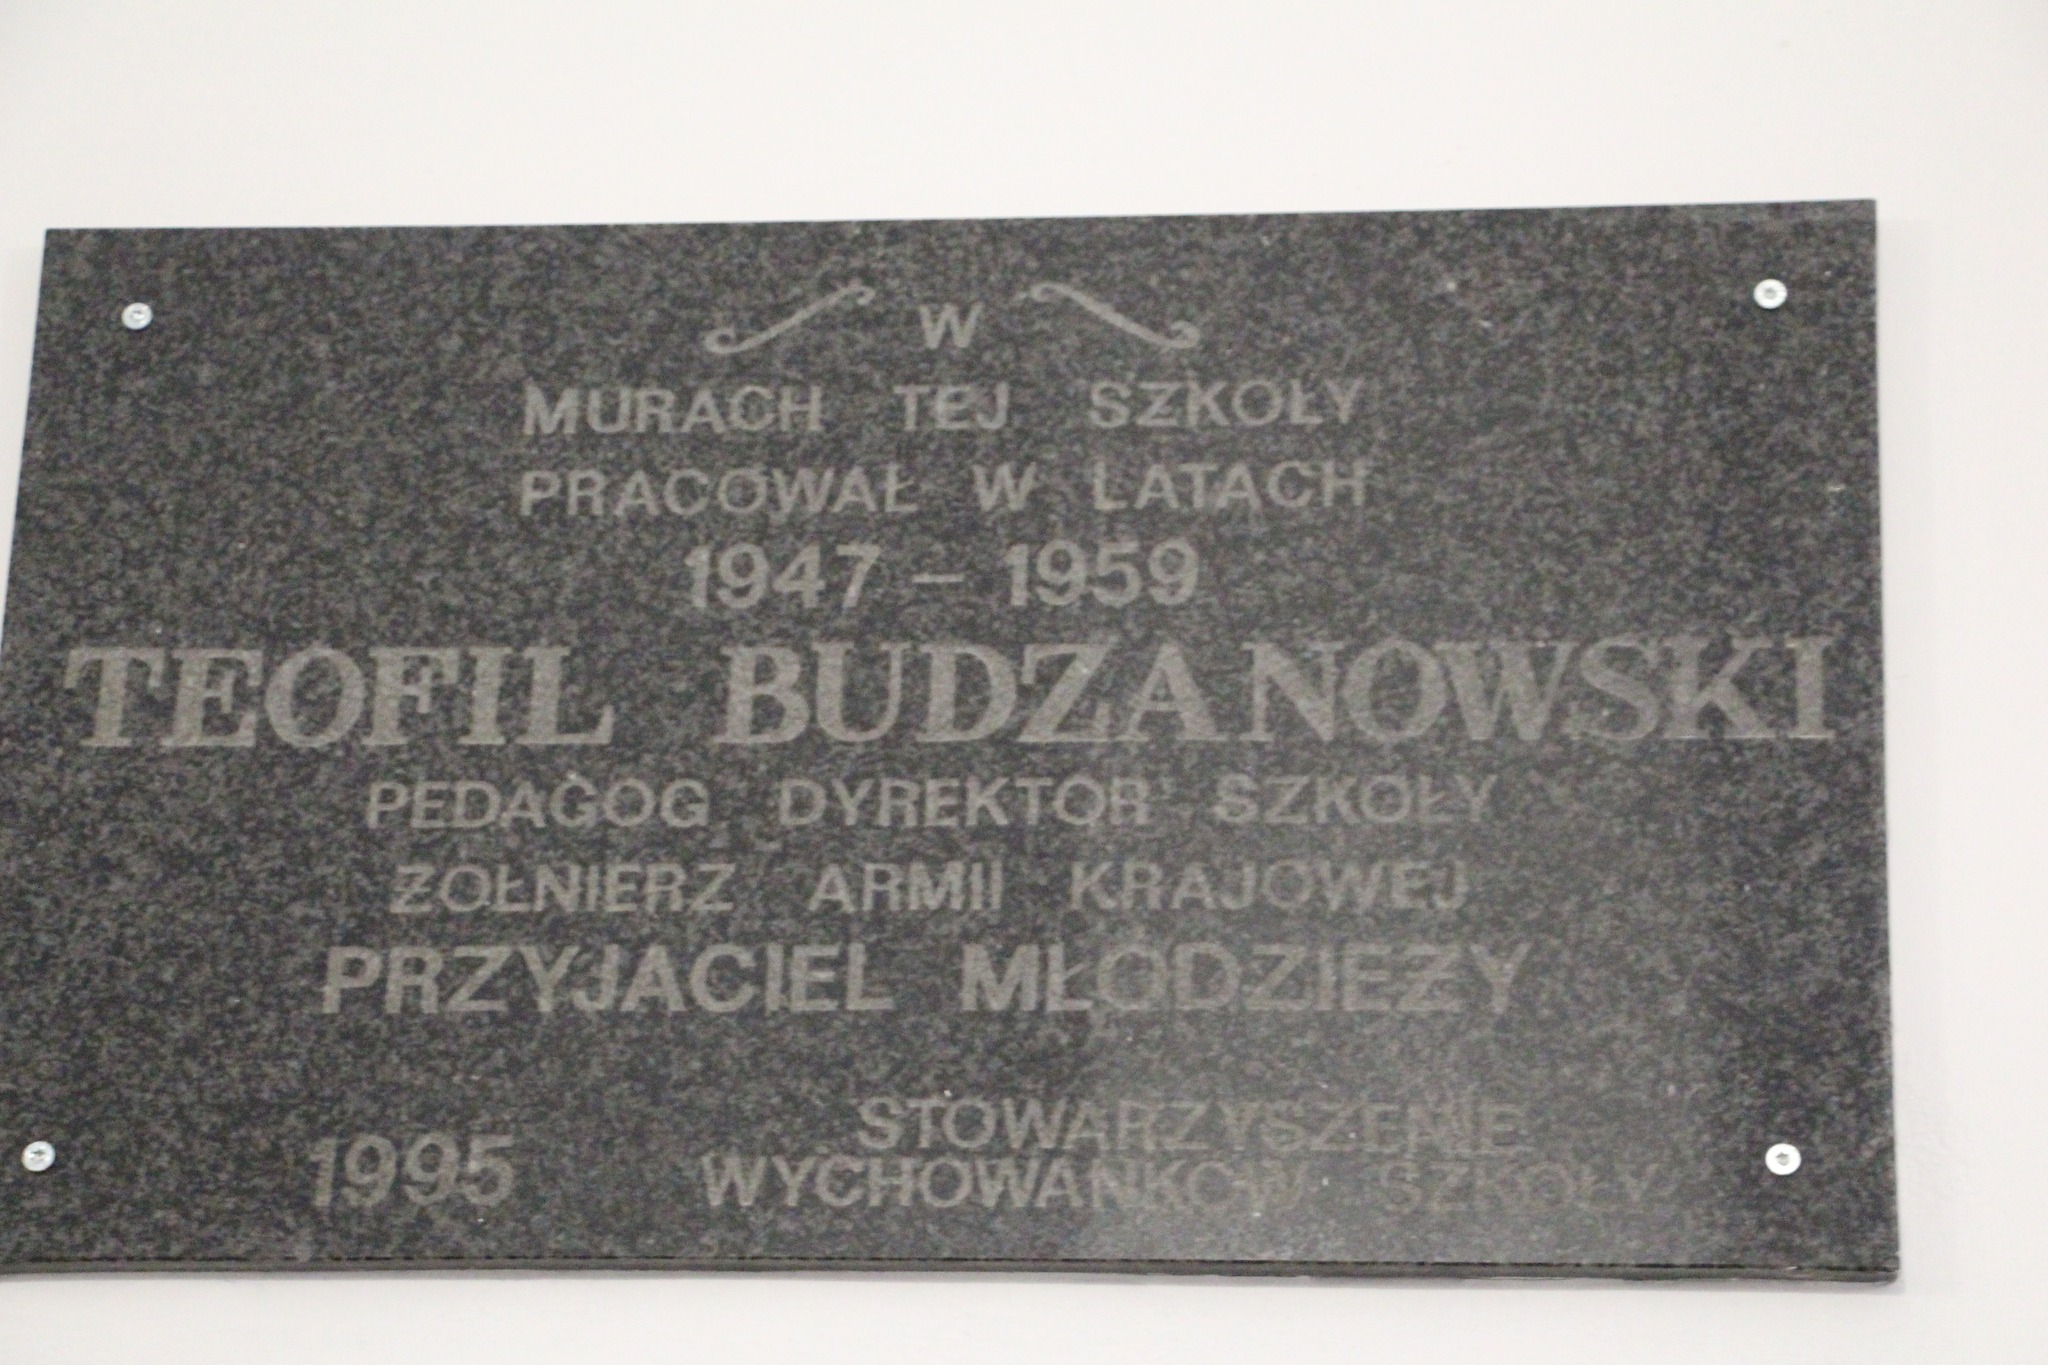 W
MURACH TEJ SZKOŁY
PRACOWAŁ W LATACH
1947 – 1959
TEOFIL BUDZANOWSKI
PEDAGOG DYREKTOR SZKOŁY
ŻOŁNIERZ ARMII KRAJOWEJ
PRZYJACIEL MŁODZIEŻY
1995
STOWARZYSZENIE
WYCHOWANKÓW SZKOŁY